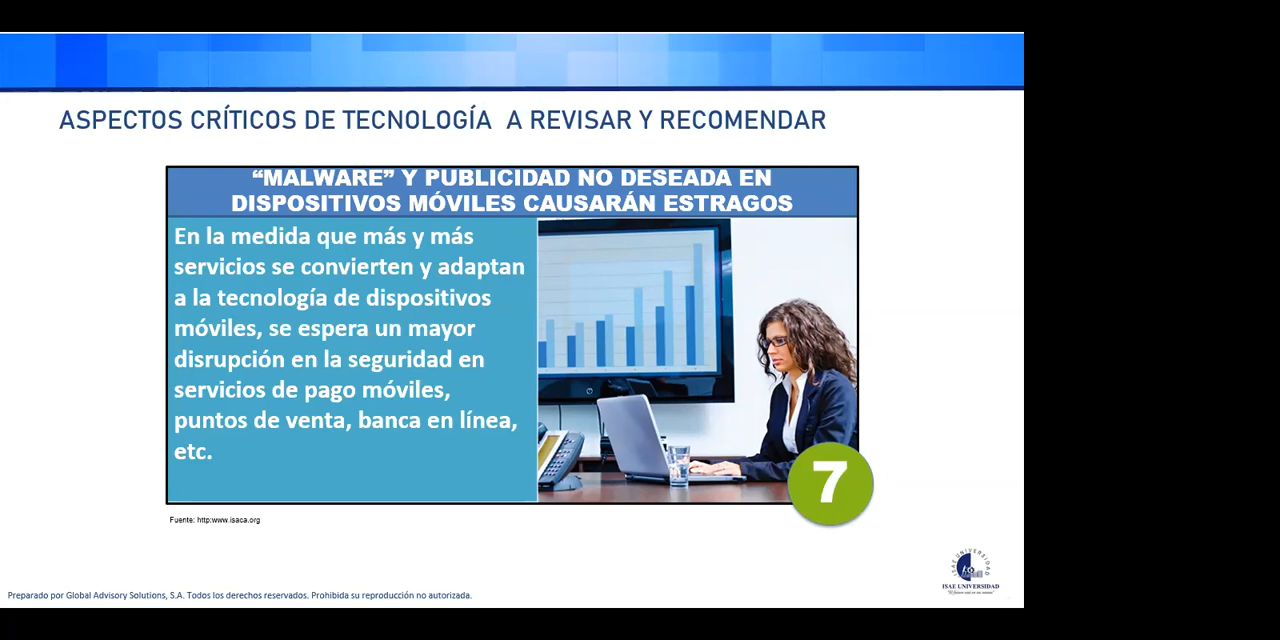 ASPECTOS CRÍTICOS DE TECNOLOGÍA A REVISAR Y RECOMENDAR
“MALWARE” Y PUBLICIDAD NO DESEADA EN
DISPOSITIVOS MÓVILES CAUSARÁN ESTRAGOS
En la medida que más y más
servicios se convierten y adaptan
a la tecnología de dispositivos
móviles, se espera un mayor
disrupción en la seguridad en
servicios de pago móviles,
puntos de venta, banca en línea,
etc.
7
Fuente: http:www.isaca.org
ISAE UNIVERSIDAD
ISAE UNIVERSIDAD
Preparado por Global Advisory Solutions, S.A. Todos los derechos reservados. Prohibida su reproducción no autorizada.